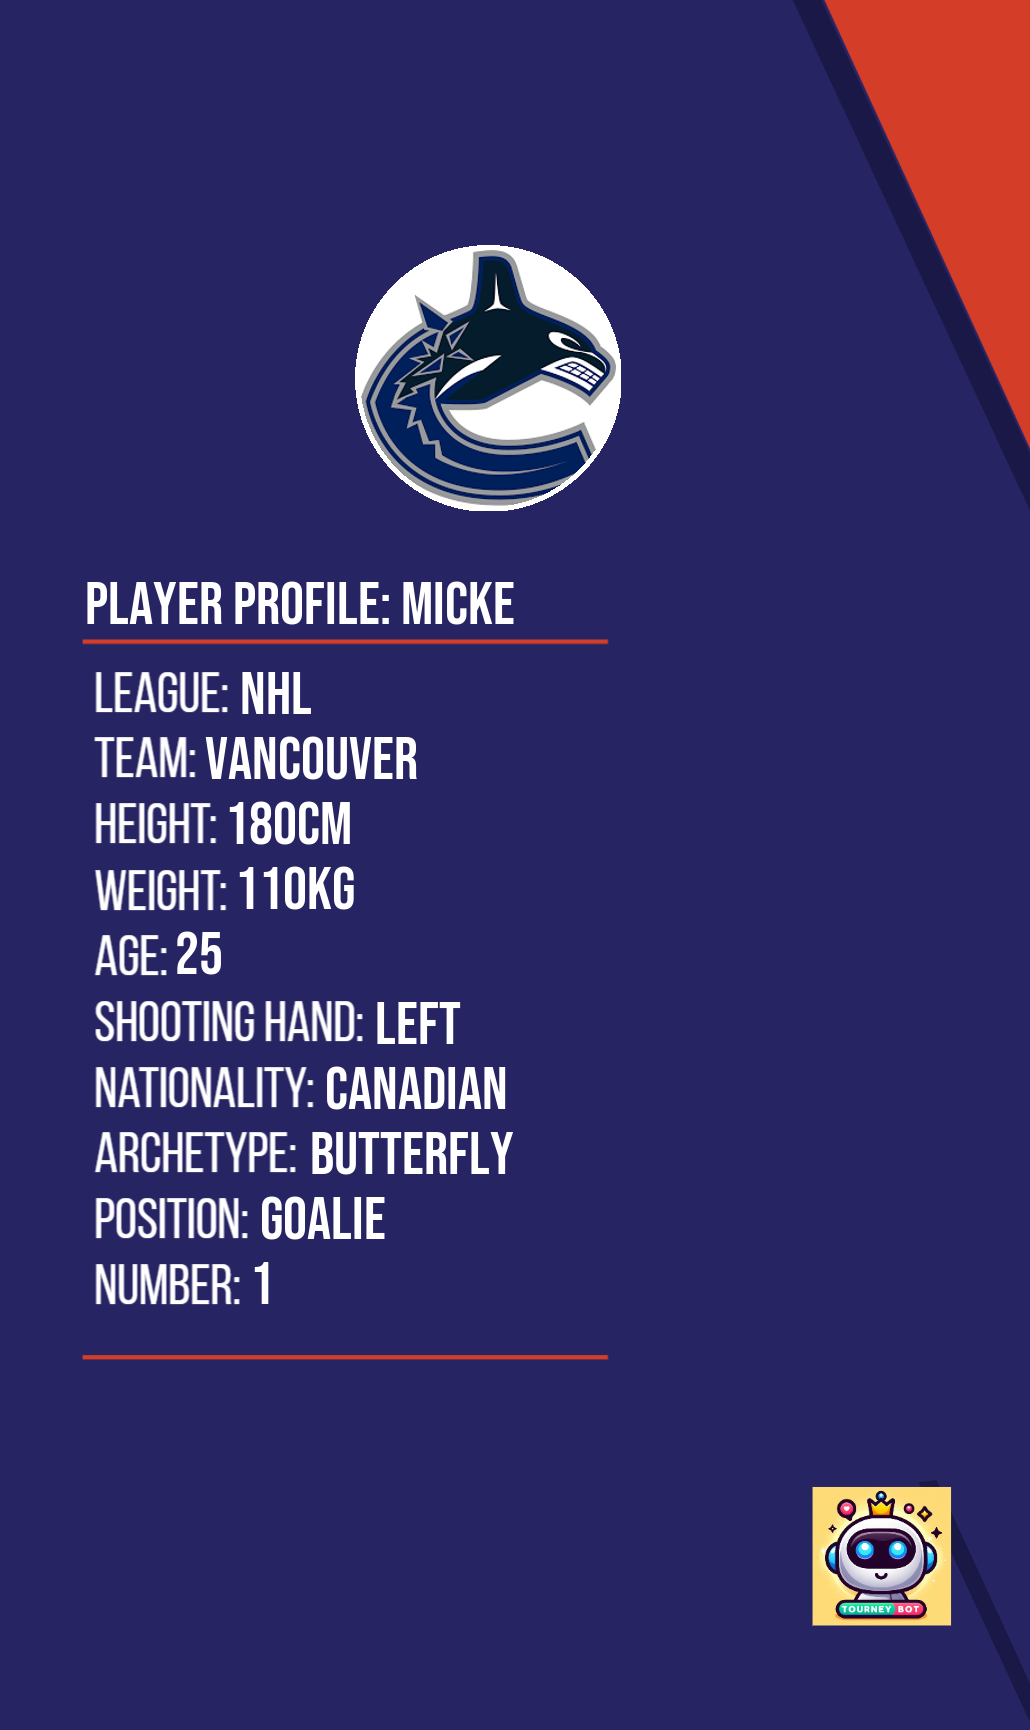 PLAYER PROFILE: MICKE
LEAGUE: NHL
TEAM: VANCOUVER
HEIGHT: 180CM
WEIGHT: 110KG
AGE: 25
SHOOTING HAND: LEFT
NATIONALITY: CANADIAN
ARCHETYPE: BUTTERFLY
POSITION: GOALIE
NUMBER: 1
TOURNEY BOT